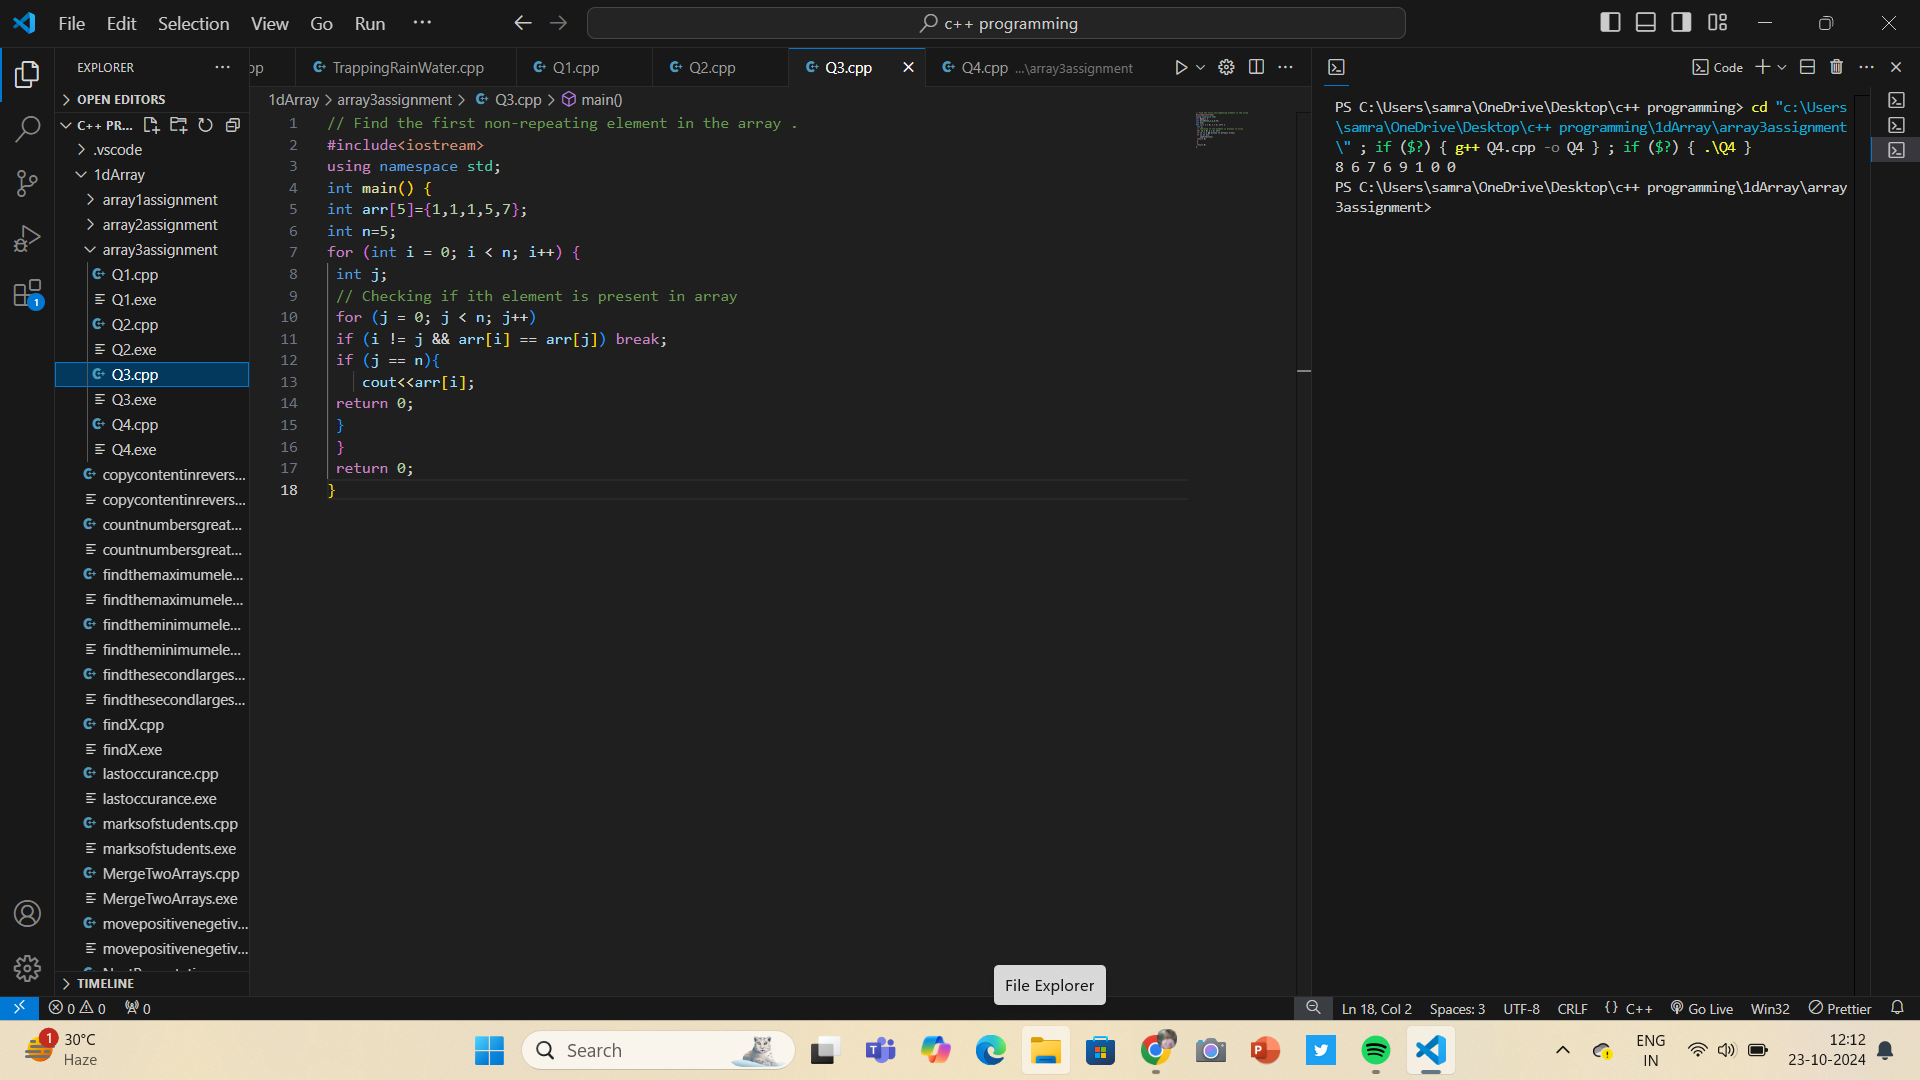 File Edit Selection View Go Run ··· c++ programming
EXPLORER ··· pp TrappingRainWater.cpp Q1.cpp Q2.cpp Q3.cpp Q4.cpp ...\array3assignment Code
OPEN EDITORS
C++ PR...
.vscode
1dArray
array1assignment
array2assignment
array3assignment
Q1.cpp
Q1.exe
Q2.cpp
Q2.exe
Q3.cpp
Q3.exe
Q4.cpp
Q4.exe
copycontentinrevers...
copycontentinrevers...
countnumbersgreat...
countnumbersgreat...
findthemaximumele...
findthemaximumele...
findtheminimumele...
findtheminimumele...
findthesecondlarges...
findthesecondlarges...
findX.cpp
findX.exe
lastoccurance.cpp
lastoccurance.exe
marksofstudents.cpp
marksofstudents.exe
MergeTwoArrays.cpp
MergeTwoArrays.exe
movepositivenegetiv...
movepositivenegetiv...
TIMELINE
1
1dArray > array3assignment > Q3.cpp > main()
1 // Find the first non-repeating element in the array .
2 #include<iostream>
3 using namespace std;
4 int main() {
5 int arr[5]={1,1,1,5,7};
6 int n=5;
7 for (int i = 0; i < n; i++) {
8 int j;
9 // Checking if ith element is present in array
10 for (j = 0; j < n; j++)
11 if (i != j && arr[i] == arr[j]) break;
12 if (j == n){
13 cout<<arr[i];
14 return 0;
15 }
16 }
17 return 0;
18 }
PS C:\Users\samra\OneDrive\Desktop\c++ programming> cd "c:\Users
\samra\OneDrive\Desktop\c++ programming\1dArray\array3assignment
\" ; if ($?) { g++ Q4.cpp -o Q4 } ; if ($?) { .\Q4 }
8 6 7 6 9 1 0 0
PS C:\Users\samra\OneDrive\Desktop\c++ programming\1dArray\array
3assignment>
File Explorer
0 0 0 Ln 18, Col 2 Spaces: 3 UTF-8 CRLF {} C++ Go Live Win32 Prettier
1
30°C
Haze
Search
ENG
IN
12:12
23-10-2024